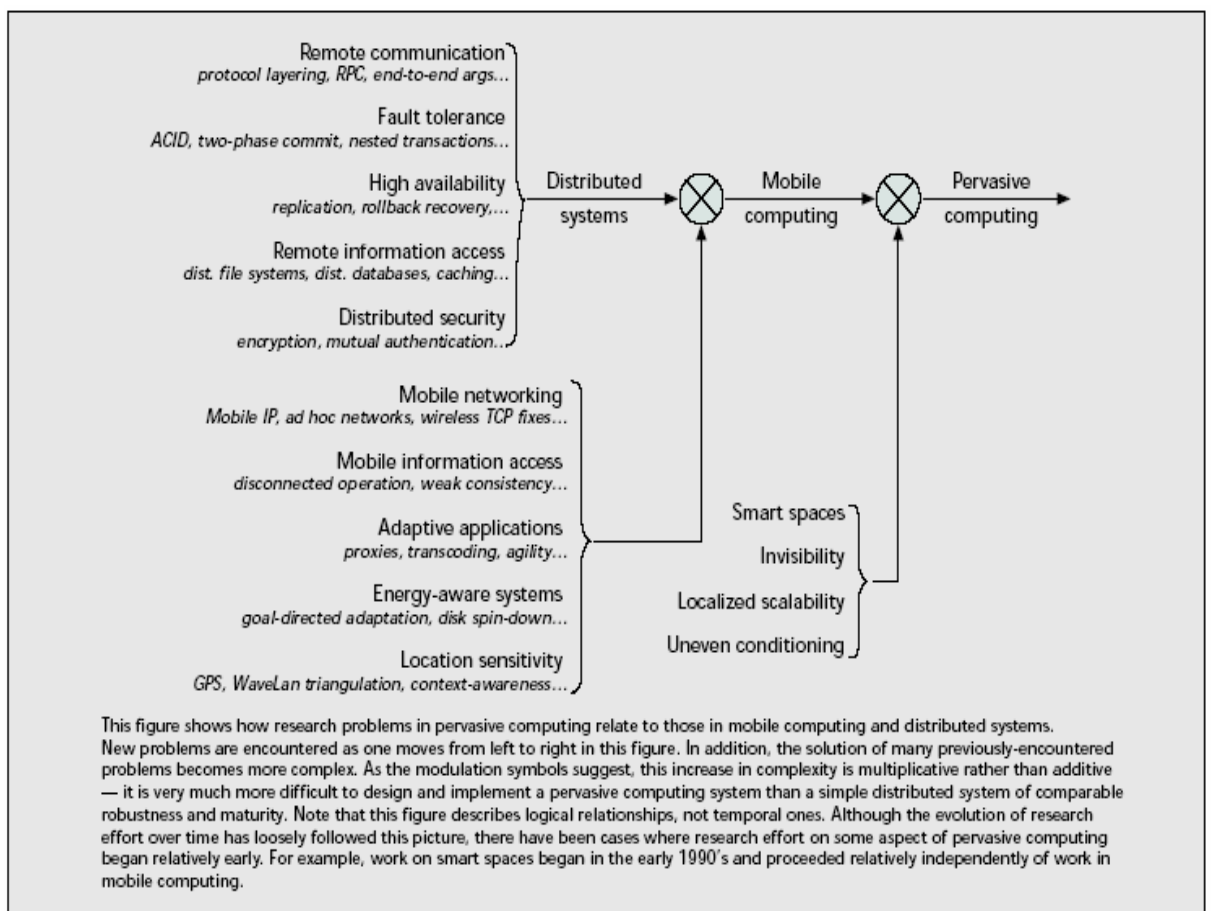 Remote communication
protocol layering, RPC, end-to-end args...
Fault tolerance
ACID, two-phase commit, nested transactions...
High availability
replication, rollback recovery,...
Remote information access
dist. file systems, dist. databases, caching...
Distributed security
encryption, mutual authentication...
Distributed
systems
Mobile
computing
Pervasive
computing
Mobile networking
Mobile IP, ad hoc networks, wireless TCP fixes...
Mobile information access
disconnected operation, weak consistency...
Adaptive applications
proxies, transcoding, agility...
Energy-aware systems
goal-directed adaptation, disk spin-down...
Location sensitivity
GPS, WaveLan triangulation, context-awareness...
Smart spaces
Invisibility
Localized scalability
Uneven conditioning
This figure shows how research problems in pervasive computing relate to those in mobile computing and distributed systems.
New problems are encountered as one moves from left to right in this figure. In addition, the solution of many previously-encountered
problems becomes more complex. As the modulation symbols suggest, this increase in complexity is multiplicative rather than additive
— it is very much more difficult to design and implement a pervasive computing system than a simple distributed system of comparable
robustness and maturity. Note that this figure describes logical relationships, not temporal ones. Although the evolution of research
effort over time has loosely followed this picture, there have been cases where research effort on some aspect of pervasive computing
began relatively early. For example, work on smart spaces began in the early 1990's and proceeded relatively independently of work in
mobile computing.